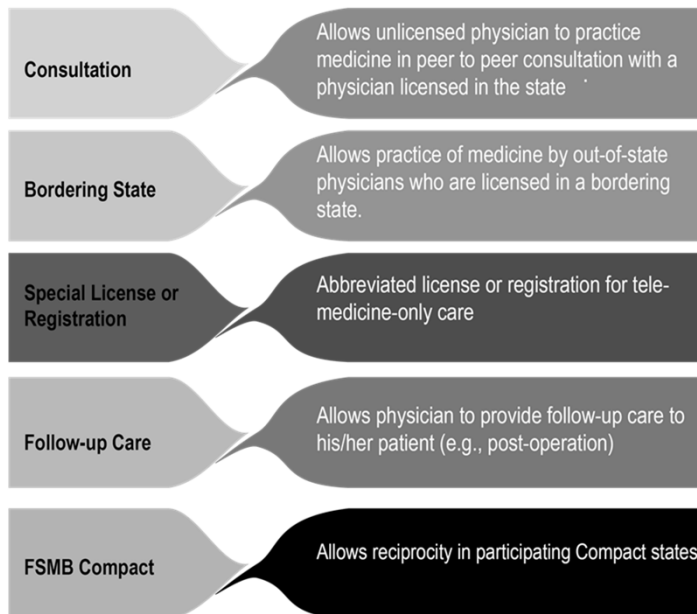 Consultation
Allows unlicensed physician to practice
medicine in peer to peer consultation with a
physician licensed in the state
Bordering State
Allows practice of medicine by out-of-state
physicians who are licensed in a bordering
state.
Special License or
Registration
Abbreviated license or registration for tele-
medicine-only care
Follow-up Care
Allows physician to provide follow-up care to
his/her patient (e.g., post-operation)
FSMB Compact
Allows reciprocity in participating Compact states